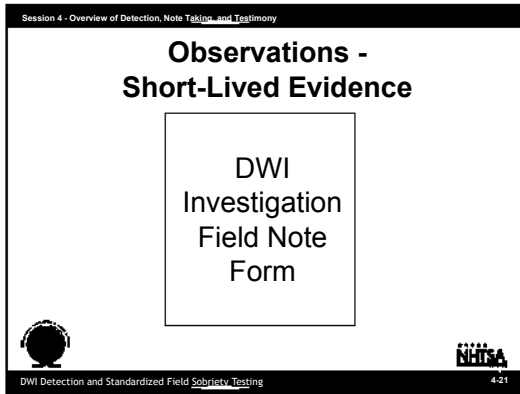 Session 4 - Overview of Detection, Note Taking, and Testimony
Observations -
Short-Lived Evidence
DWI
Investigation
Field Note
Form
NHTSA
DWI Detection and Standardized Field Sobriety Testing
4-21